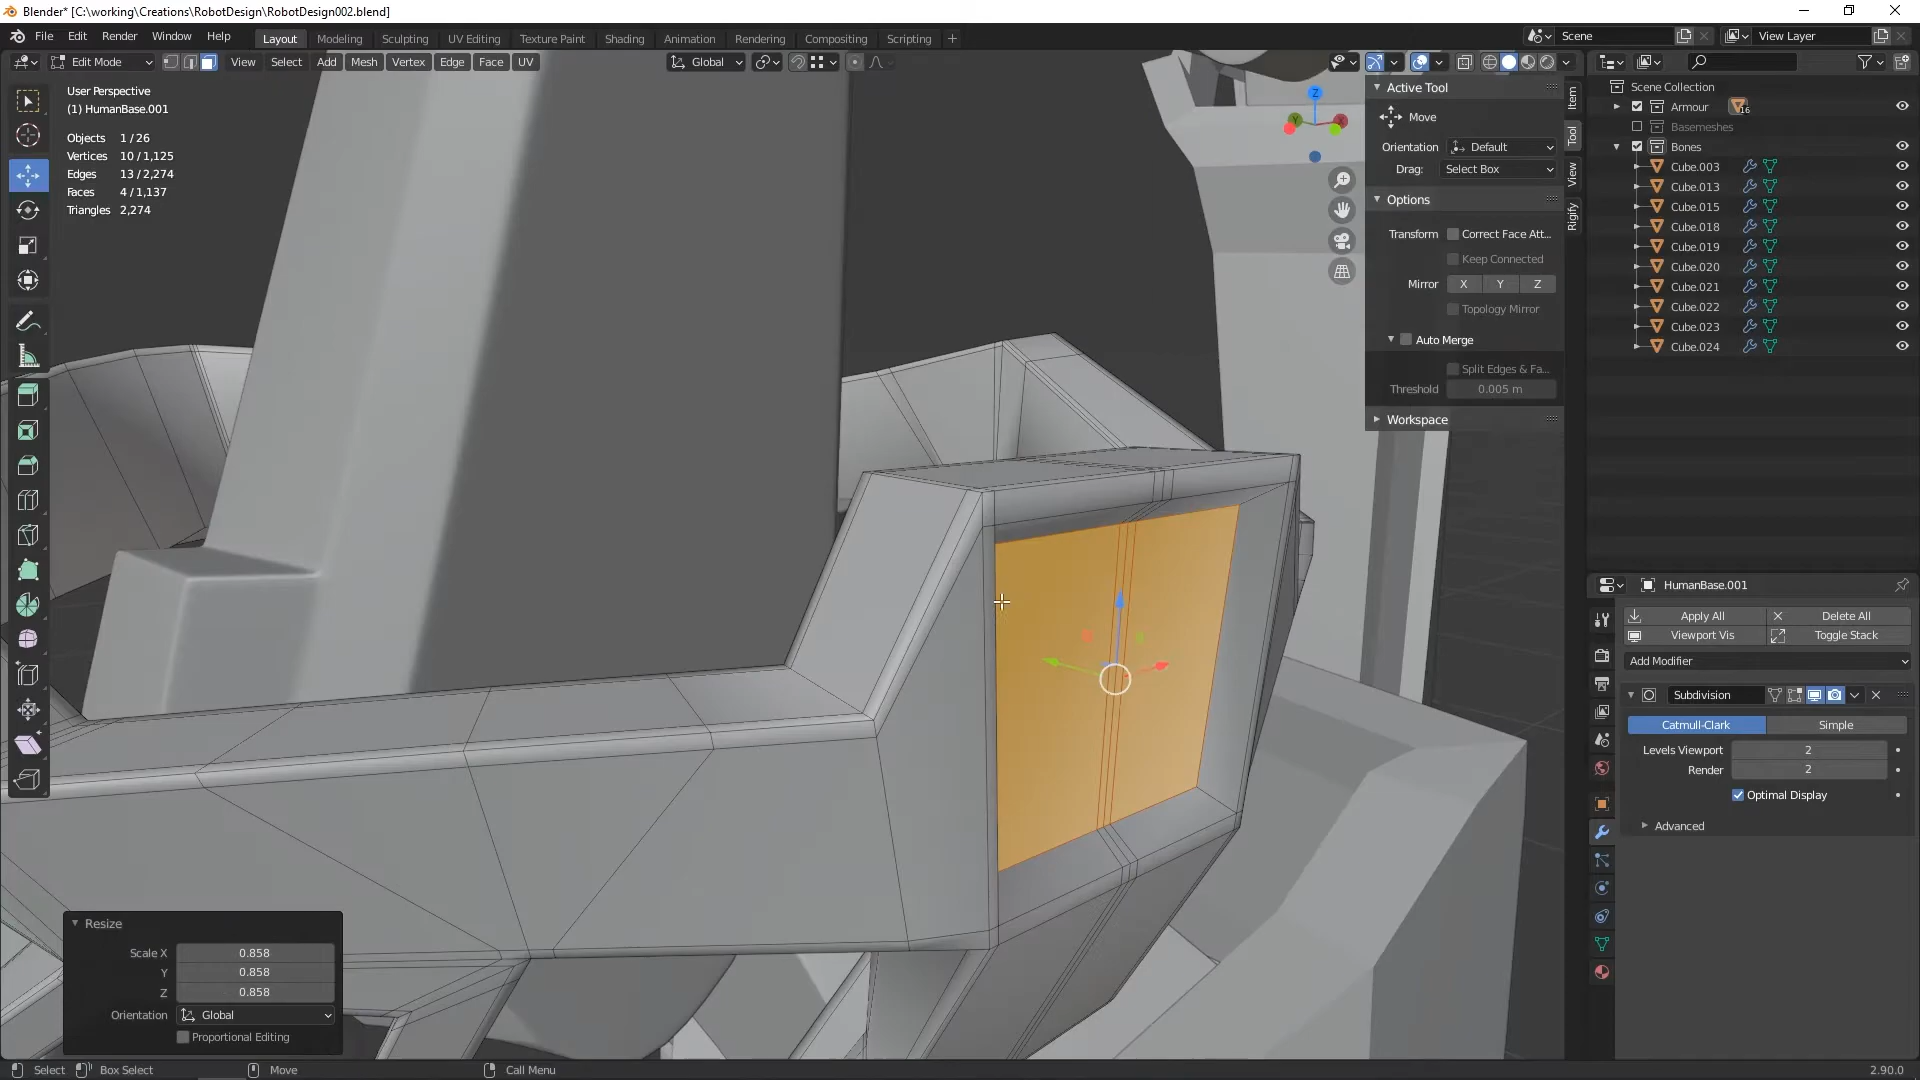 Blender* [C:\working\Creations\RobotDesign\RobotDesign002.blend]
File Edit Render Window Help Layout Modeling Sculpting UV Editing Texture Paint Shading Animation Rendering Compositing Scripting + Scene View Layer
Edit Mode View Select Add Mesh Vertex Edge Face UV Global
User Perspective
(1) HumanBase.001
Objects 1 / 26
Vertices 10 / 1,125
Edges 13 / 2,274
Faces 4 / 1,137
Triangles 2,274
Z
Y
X
Active Tool
Move
Orientation Default
Drag: Select Box
Options
Transform Correct Face Att...
Keep Connected
Mirror X Y Z
Topology Mirror
Auto Merge
Split Edges & Fa...
Threshold 0.005 m
Workspace
Item
Tool
View
Rigify
Scene Collection
Armour 16
Basemeshes
Bones
Cube.003
Cube.013
Cube.015
Cube.018
Cube.019
Cube.020
Cube.021
Cube.022
Cube.023
Cube.024
HumanBase.001
Apply All Delete All
Viewport Vis Toggle Stack
Add Modifier
Subdivision
Catmull-Clark Simple
Levels Viewport 2
Render 2
Optimal Display
Advanced
Resize
Scale X 0.858
Y 0.858
Z 0.858
Orientation Global
Proportional Editing
Select Box Select Move Call Menu 2.90.0